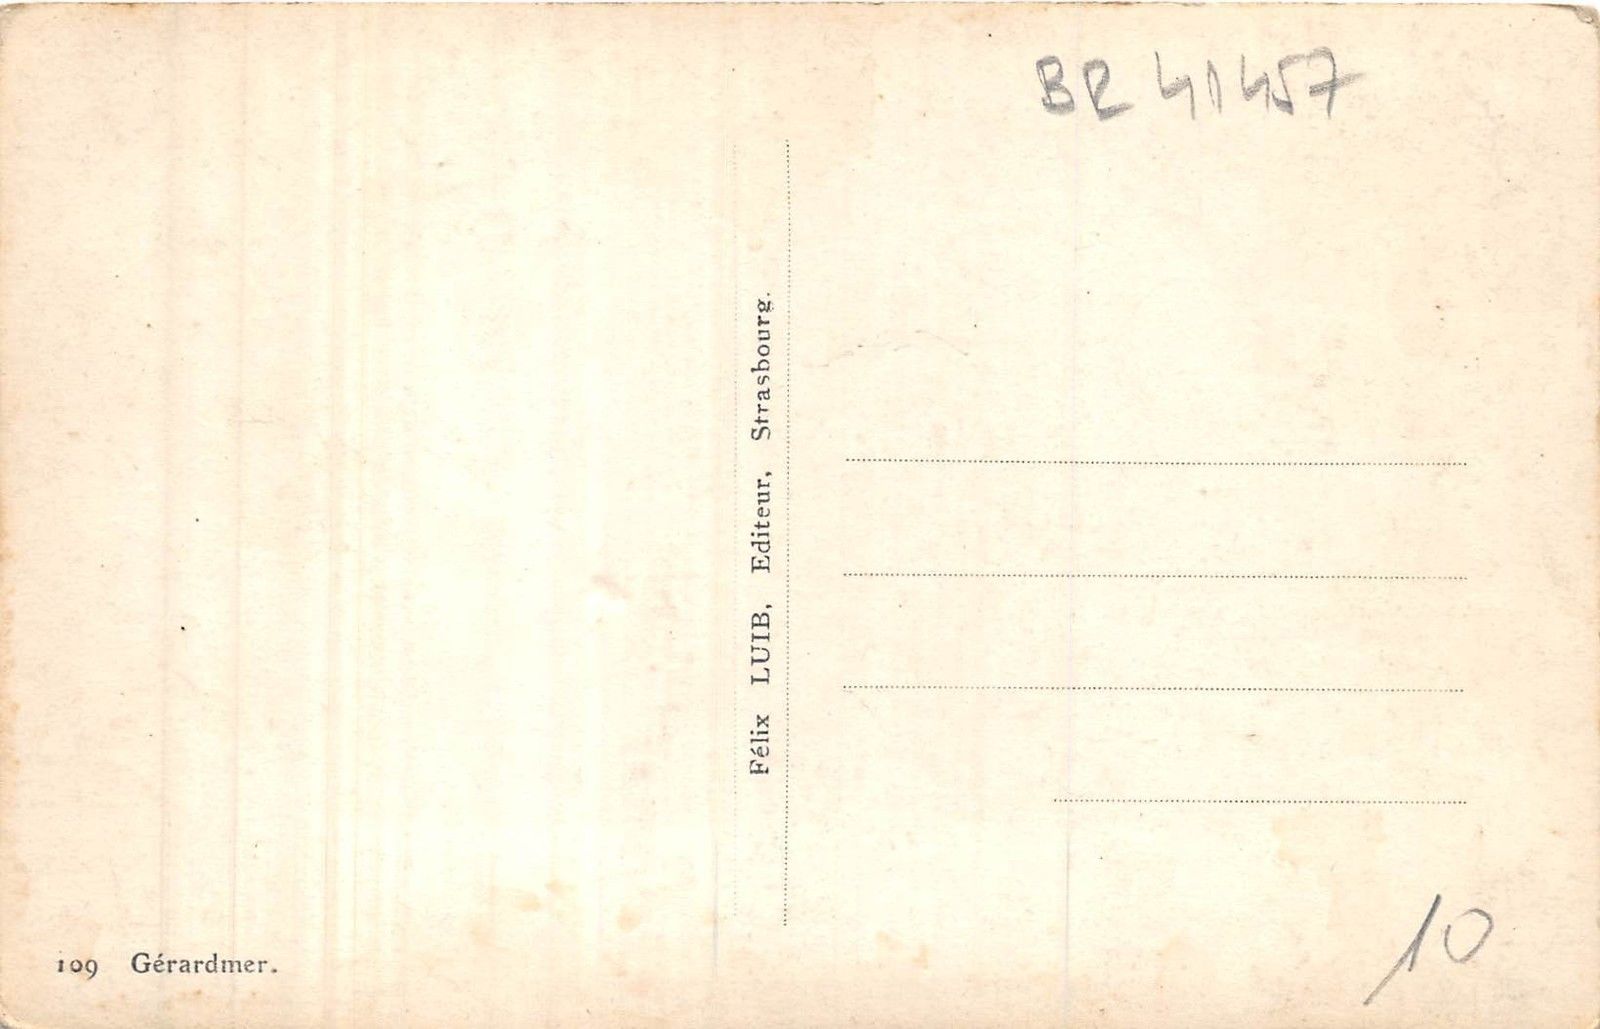 BR 41457
Félix LUIB, Editeur, Strasbourg.
109 Gérardmer.
10